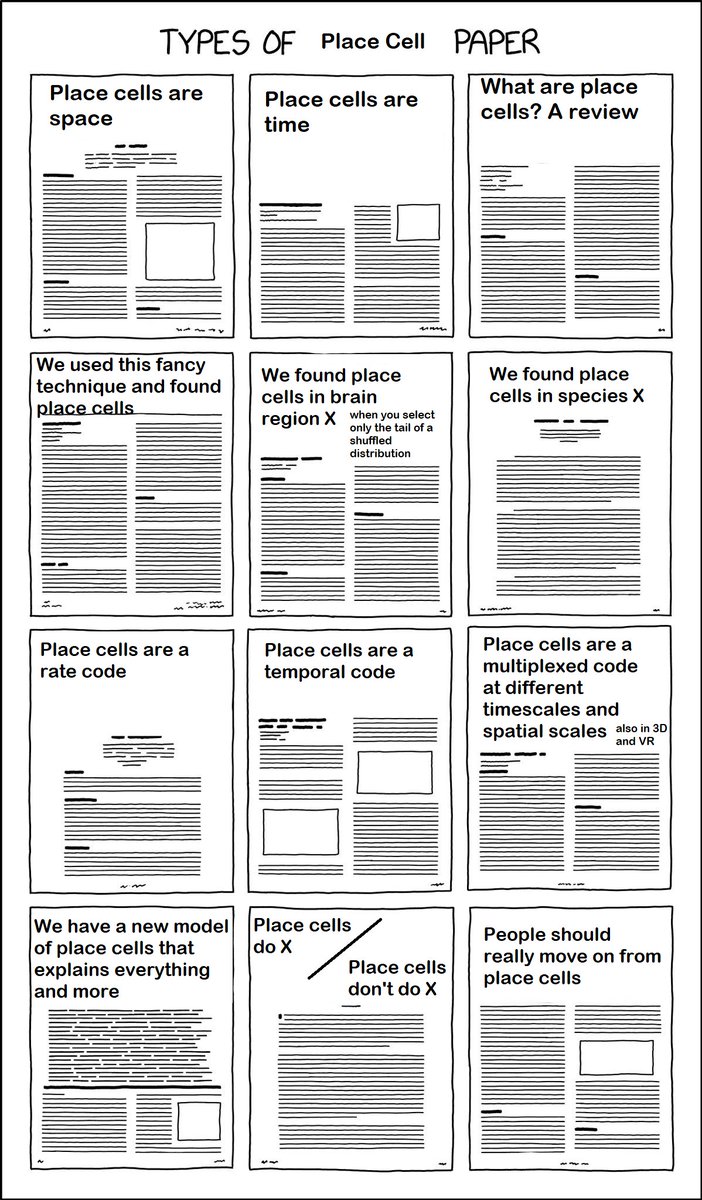 TYPES OF Place Cell PAPER
Place cells are
space
Place cells are
time
What are place
cells? A review
We used this fancy
technique and found
place cells
We found place
cells in brain
region X
when you select
only the tail of a
shuffled
distribution
We found place
cells in species X
Place cells are a
rate code
Place cells are a
temporal code
Place cells are a
multiplexed code
at different
timescales and
spatial scales
also in 3D
and VR
We have a new model
of place cells that
explains everything
and more
Place cells
do X
Place cells
don't do X
People should
really move on from
place cells